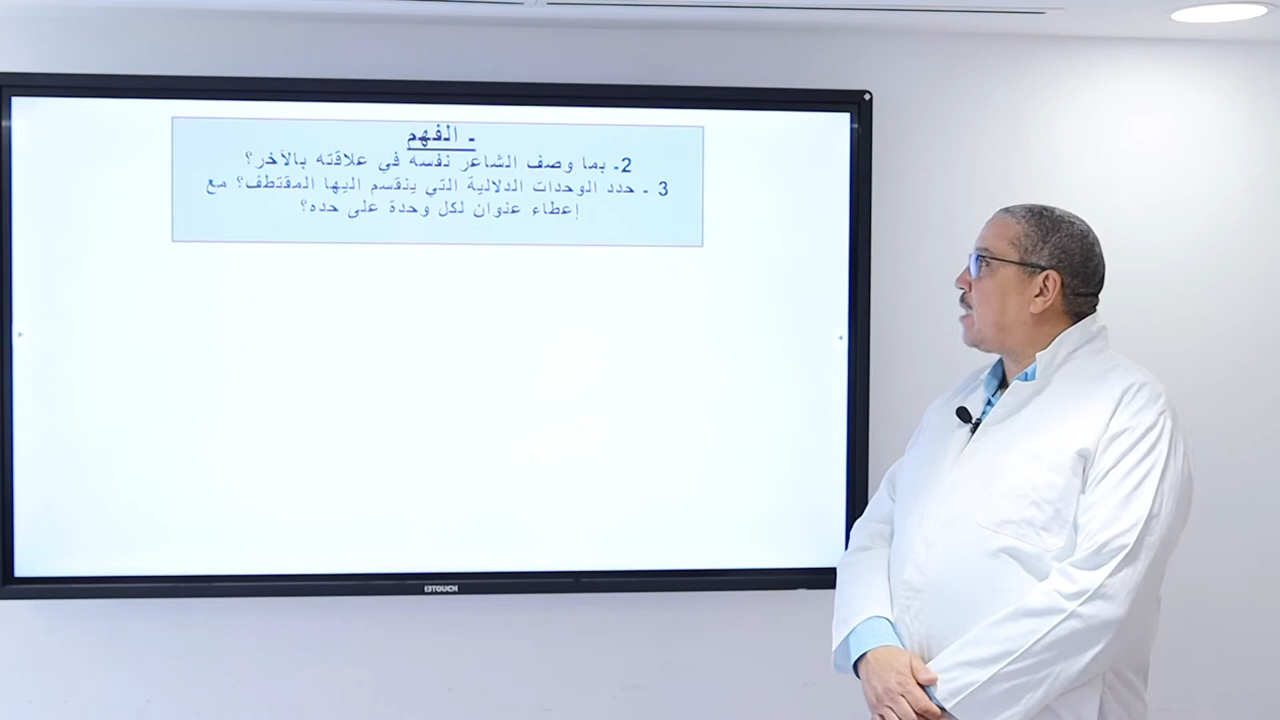 - الفهم
2- بما وصف الشاعر نفسه في علاقته بالآخر؟
3 - حدد الوحدات الدلالية التي ينقسم اليها المقتطف؟ مع
إعطاء عنوان لكل وحدة على حده؟
i3TOUCH